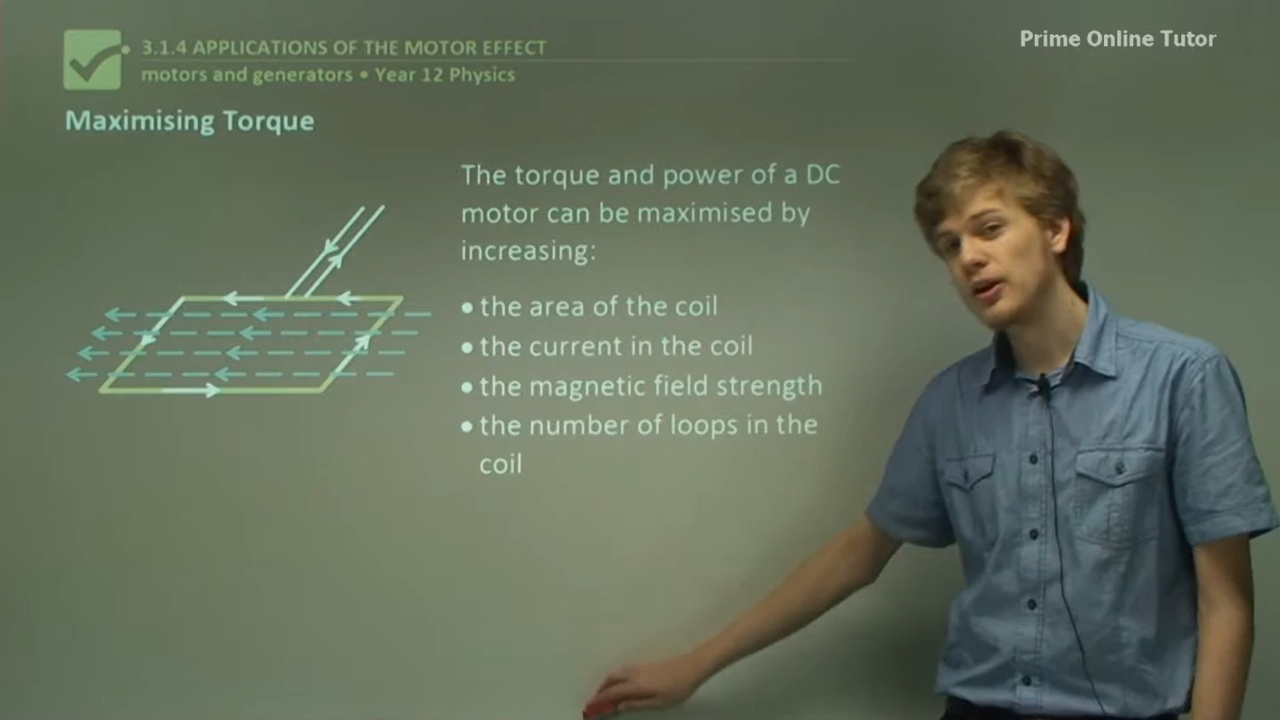 3.1.4 APPLICATIONS OF THE MOTOR EFFECT
motors and generators • Year 12 Physics
Prime Online Tutor
Maximising Torque
The torque and power of a DC
motor can be maximised by
increasing:
• the area of the coil
• the current in the coil
• the magnetic field strength
• the number of loops in the
coil